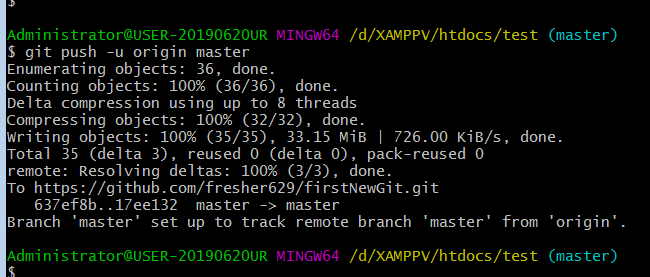 $
Administrator@USER-20190620UR MINGW64 /d/XAMPPV/htdocs/test (master)
$ git push -u origin master
Enumerating objects: 36, done.
Counting objects: 100% (36/36), done.
Delta compression using up to 8 threads
Compressing objects: 100% (32/32), done.
Writing objects: 100% (35/35), 33.15 MiB | 726.00 KiB/s, done.
Total 35 (delta 3), reused 0 (delta 0), pack-reused 0
remote: Resolving deltas: 100% (3/3), done.
To https://github.com/fresher629/firstNewGit.git
   637ef8b..17ee132  master -> master
Branch 'master' set up to track remote branch 'master' from 'origin'.
Administrator@USER-20190620UR MINGW64 /d/XAMPPV/htdocs/test (master)
$